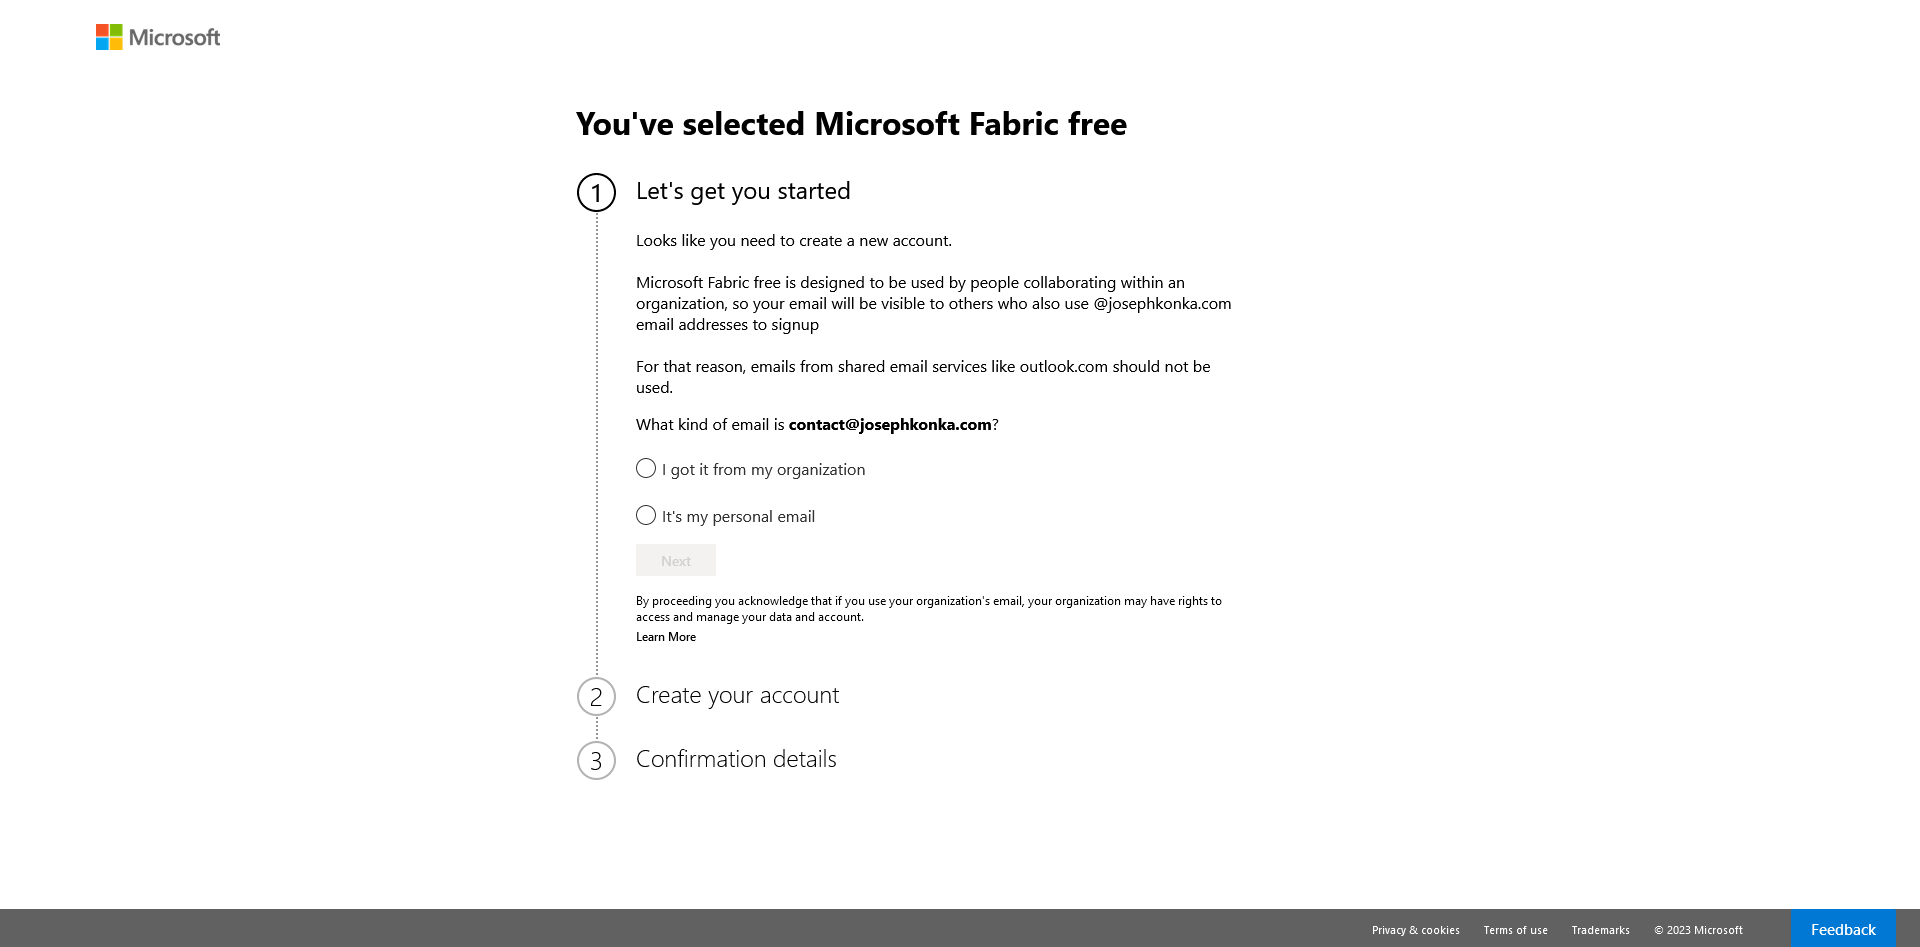 Microsoft
You've selected Microsoft Fabric free
1 Let's get you started
Looks like you need to create a new account.
Microsoft Fabric free is designed to be used by people collaborating within an
organization, so your email will be visible to others who also use @josephkonka.com
email addresses to signup
For that reason, emails from shared email services like outlook.com should not be
used.
What kind of email is contact@josephkonka.com?
I got it from my organization
It's my personal email
Next
By proceeding you acknowledge that if you use your organization's email, your organization may have rights to
access and manage your data and account.
Learn More
2 Create your account
3 Confirmation details
Privacy & cookies Terms of use Trademarks © 2023 Microsoft Feedback